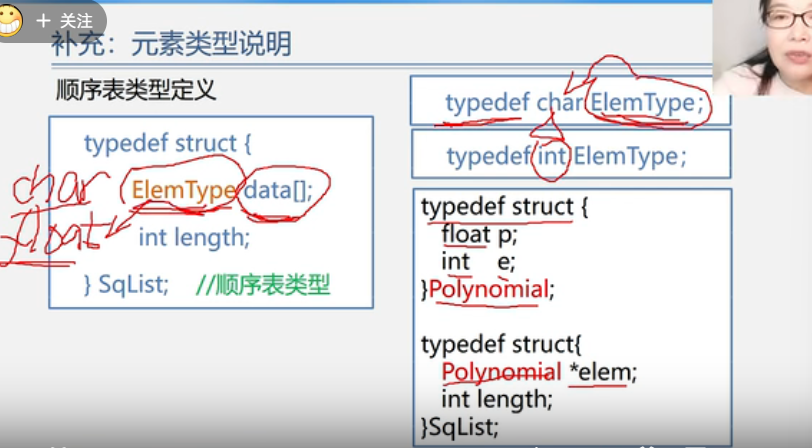 + 关注
补充：元素类型说明
顺序表类型定义
typedef struct {
ElemType data[];
int length;
} SqList; //顺序表类型
char
float
typedef char ElemType;
typedef int ElemType;
typedef struct {
float p;
int e;
}Polynomial;
typedef struct{
Polynomial *elem;
int length;
}SqList;